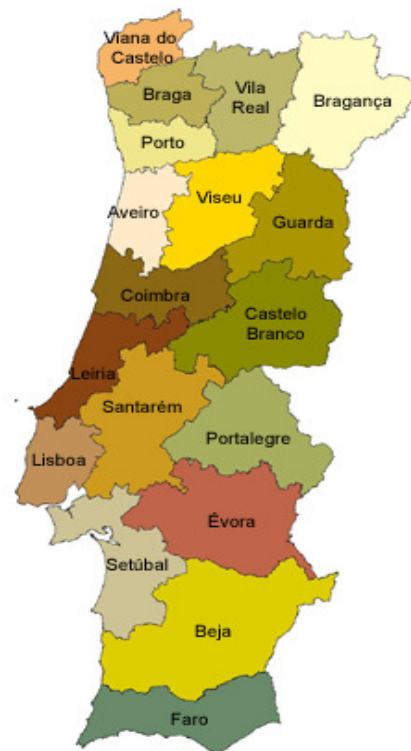 Viana do
Castelo
Braga
Vila
Real
Bragança
Porto
Aveiro
Viseu
Guarda
Coimbra
Castelo
Branco
Leiria
Santarém
Portalegre
Lisboa
Évora
Setúbal
Beja
Faro